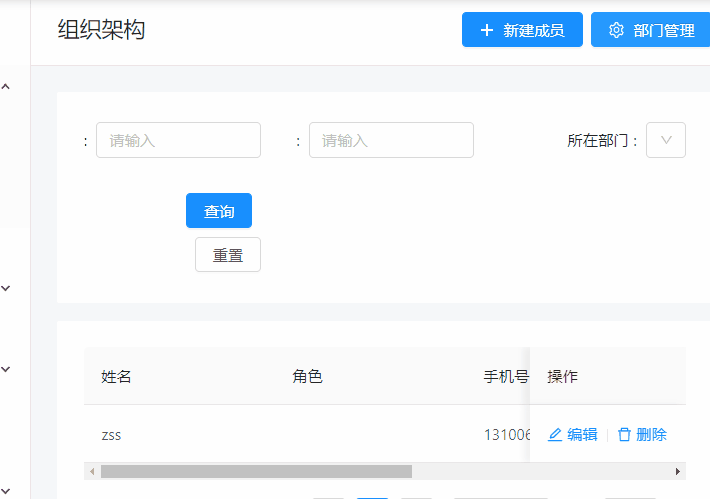 组织架构
新建成员
部门管理
: 请输入
: 请输入
所在部门 :
查询
重置
姓名 角色 手机号 操作
zss 131006 编辑 删除